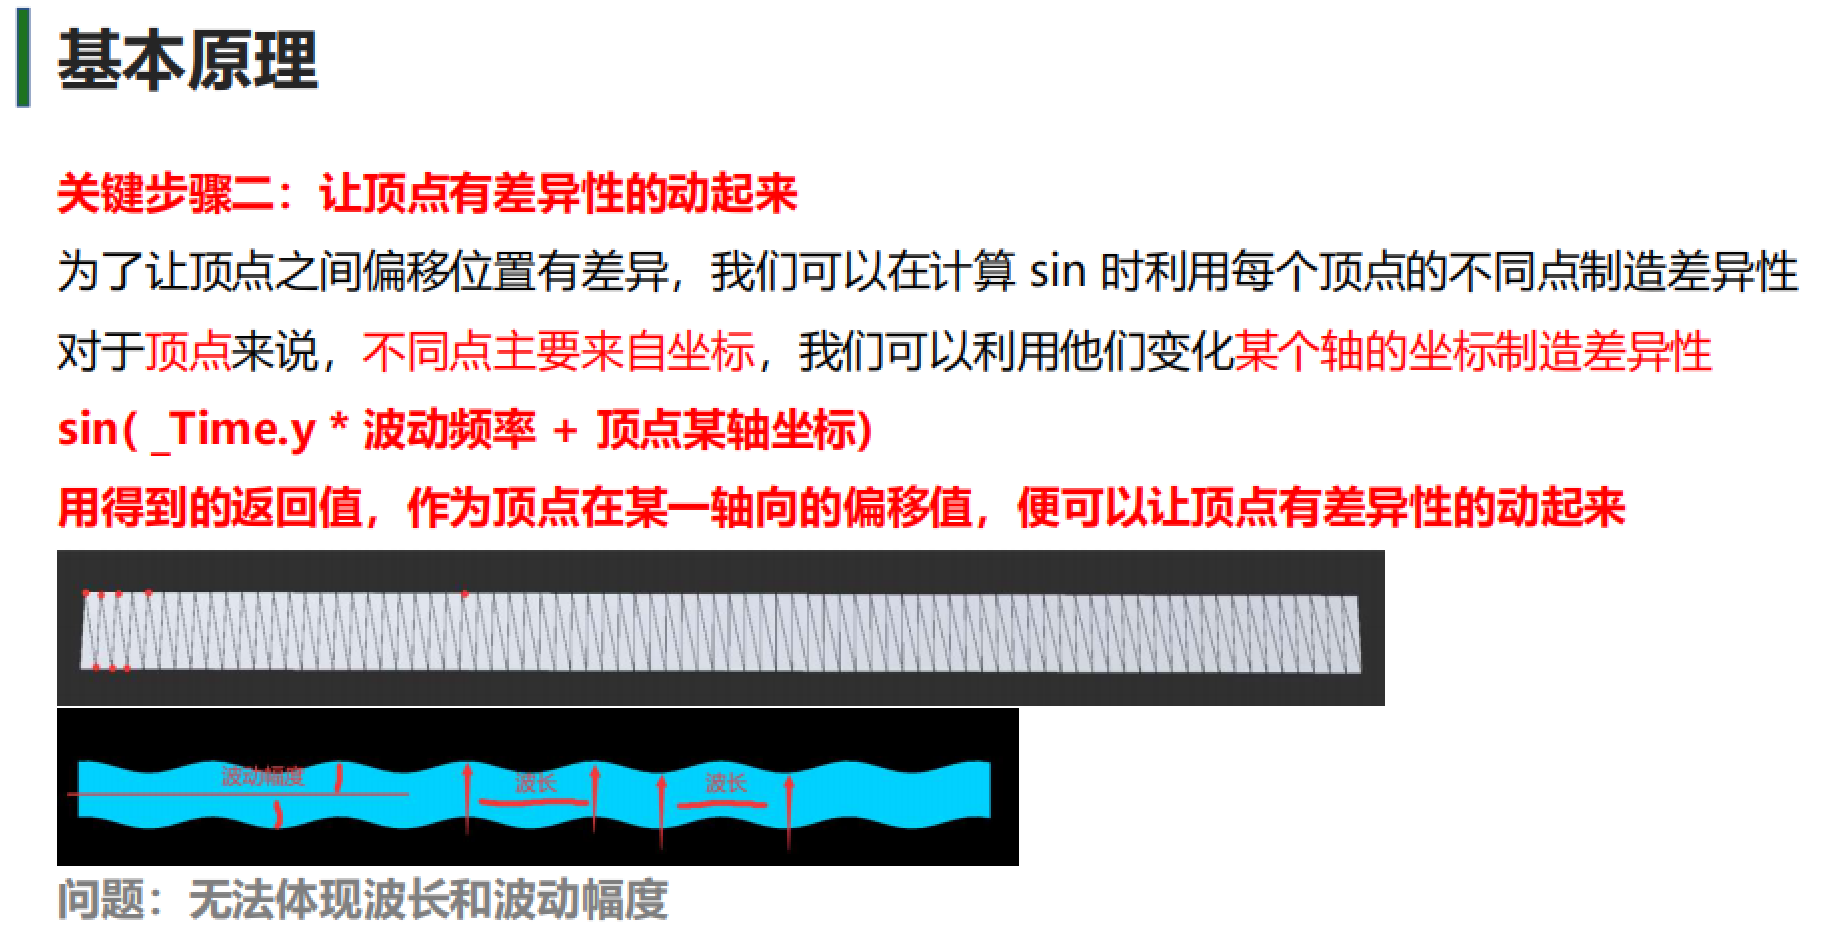 基本原理
关键步骤二：让顶点有差异性的动起来
为了让顶点之间偏移位置有差异，我们可以在计算 sin 时利用每个顶点的不同点制造差异性
对于顶点来说，不同点主要来自坐标，我们可以利用他们变化某个轴的坐标制造差异性
sin( _Time.y * 波动频率 + 顶点某轴坐标)
用得到的返回值，作为顶点在某一轴向的偏移值，便可以让顶点有差异性的动起来
波动幅度 波长 波长
问题：无法体现波长和波动幅度